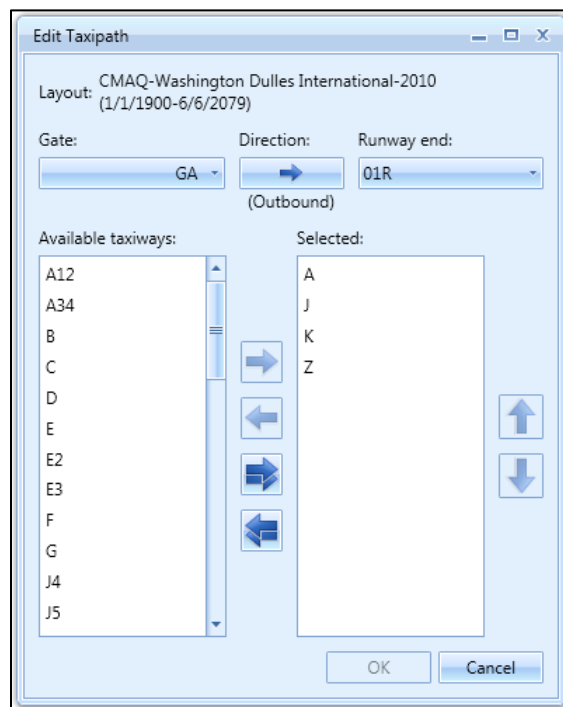 Edit Taxipath
Layout: CMAQ-Washington Dulles International-2010
(1/1/1900-6/6/2079)
Gate: Direction: Runway end:
GA 01R
(Outbound)
Available taxiways: Selected:
A12 A
A34 J
B K
C Z
D
E
E2
E3
F
G
J4
J5
OK Cancel